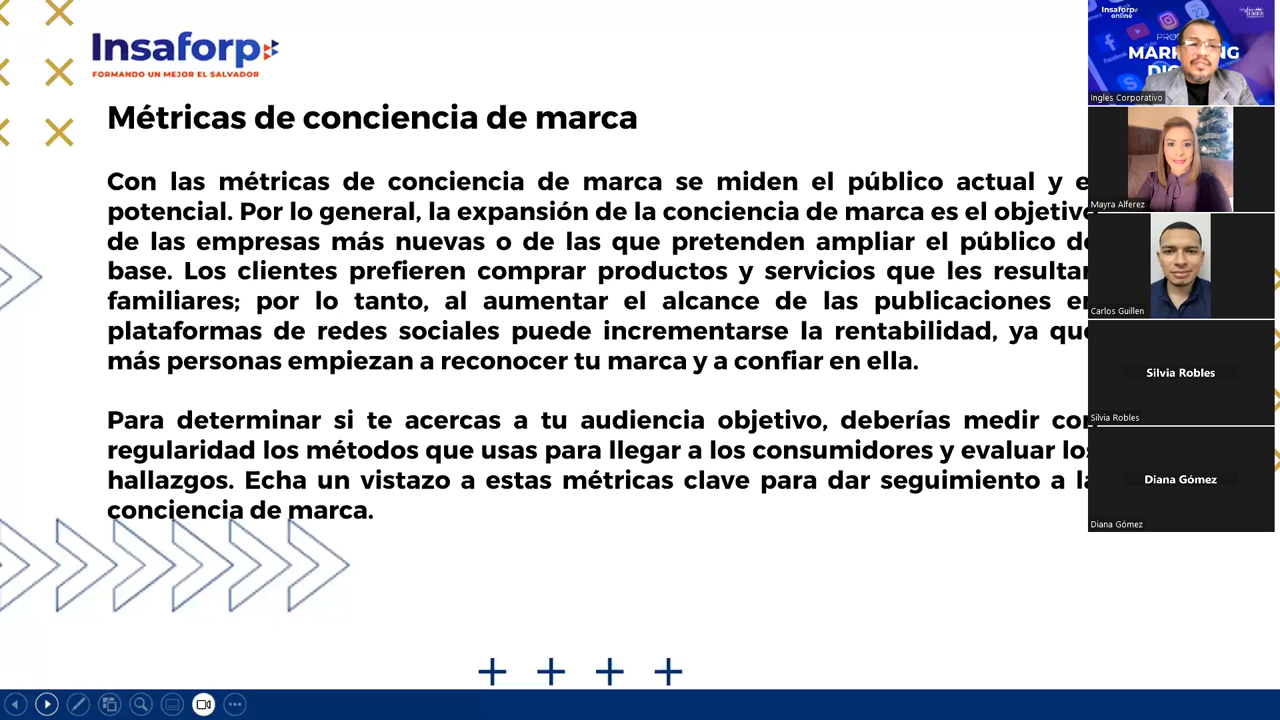 Insaforp
FORMANDO UN MEJOR EL SALVADOR
Métricas de conciencia de marca
Con las métricas de conciencia de marca se miden el público actual y e
potencial. Por lo general, la expansión de la conciencia de marca es el objetivo
de las empresas más nuevas o de las que pretenden ampliar el público de
base. Los clientes prefieren comprar productos y servicios que les resultan
familiares; por lo tanto, al aumentar el alcance de las publicaciones en
plataformas de redes sociales puede incrementarse la rentabilidad, ya que
más personas empiezan a reconocer tu marca y a confiar en ella.
Para determinar si te acercas a tu audiencia objetivo, deberías medir con
regularidad los métodos que usas para llegar a los consumidores y evaluar los
hallazgos. Echa un vistazo a estas métricas clave para dar seguimiento a la
conciencia de marca.
Insaforp
online
PRO
MARK NG
DI
Ingles Corporativo
Mayra Alferez
Carlos Guillen
Silvia Robles
Silvia Robles
Diana Gómez
Diana Gómez